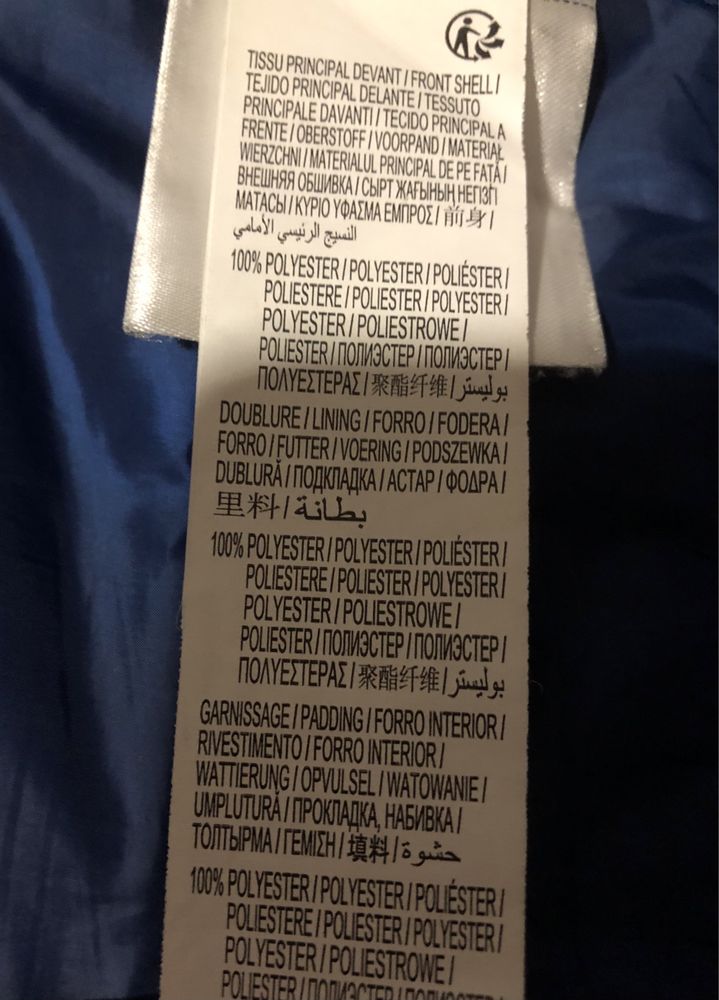 TISSU PRINCIPAL DEVANT / FRONT SHELL /
TEJIDO PRINCIPAL DELANTE / TESSUTO
PRINCIPALE DAVANTI / TECIDO PRINCIPAL A
FRENTE / OBERSTOFF / VOORPAND / MATERIAŁ
WIERZCHNI / MATERIALUL PRINCIPAL DE PE FAȚĂ /
ВНЕШНЯЯ ОБШИВКА / СЫРТ ЖАҒЫНЫҢ НЕГІЗГІ
МАТАСЫ / ΚΥΡΙΟ ΥΦΑΣΜΑ ΕΜΠΡΟΣ / 前身 /
النسيج الرئيسي الأمامي
100% POLYESTER / POLYESTER / POLIÉSTER /
POLIESTERE / POLIESTER / POLYESTER /
POLYESTER / POLIESTROWE /
POLIESTER / ПОЛИЭСТЕР / ПОЛИЭСТЕР /
ΠΟΛΥΕΣΤΕΡΑΣ / 聚酯纤维 / بوليستر
DOUBLURE / LINING / FORRO / FODERA /
FORRO / FUTTER / VOERING / PODSZEWKA /
DUBLURĂ / ПОДКЛАДКА / АСТАР / ΦΟΔΡΑ /
里料 / بطانة
100% POLYESTER / POLYESTER / POLIÉSTER /
POLIESTERE / POLIESTER / POLYESTER /
POLYESTER / POLIESTROWE /
POLIESTER / ПОЛИЭСТЕР / ПОЛИЭСТЕР /
ΠΟΛΥΕΣΤΕΡΑΣ / 聚酯纤维 / بوليستر
GARNISSAGE / PADDING / FORRO INTERIOR /
RIVESTIMENTO / FORRO INTERIOR /
WATTIERUNG / OPVULSEL / WATOWANIE /
UMPLUTURĂ / ПРОКЛАДКА, НАБИВКА /
ТОЛТЫРМА / ΓΕΜΙΣΗ / 填料 / حشوة
100% POLYESTER / POLYESTER / POLIÉSTER /
POLIESTERE / POLIESTER / POLYESTER /
POLYESTER / POLIESTROWE /
POLIESTER / ПОЛИЭСТЕР / ПОЛИЭСТЕР /